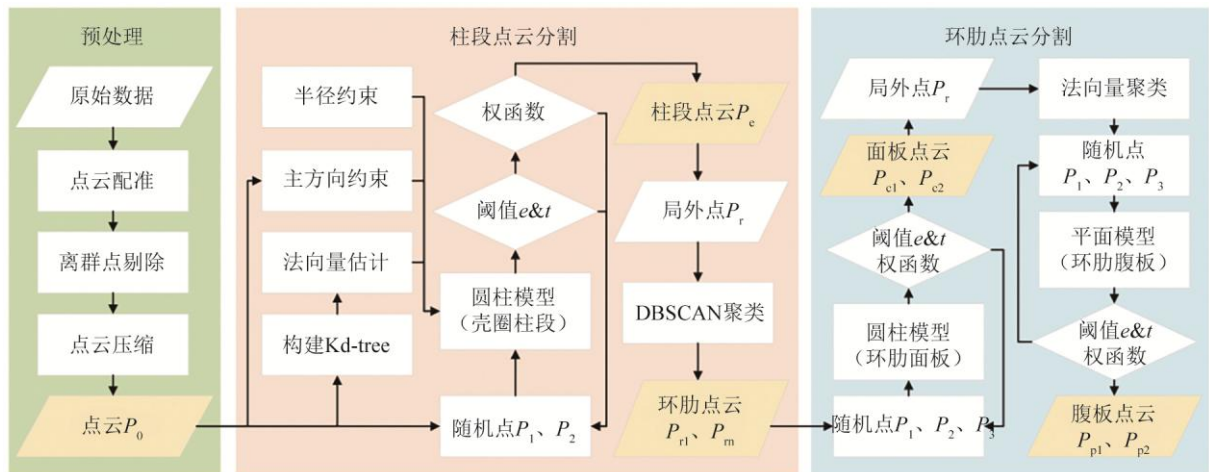 预处理
原始数据
点云配准
离群点剔除
点云压缩
点云P0
柱段点云分割
半径约束
主方向约束
法向量估计
构建Kd-tree
权函数
阈值e&t
圆柱模型
（壳圈柱段）
随机点P1、P2
柱段点云Pe
局外点Pr
DBSCAN聚类
环肋点云
Pr1、Prn
环肋点云分割
局外点Pr
面板点云
Pc1、Pc2
阈值e&t
权函数
圆柱模型
（环肋面板）
随机点P1、P2、P3
法向量聚类
随机点
P1、P2、P3
平面模型
（环肋腹板）
阈值e&t
权函数
腹板点云
Pp1、Pp2